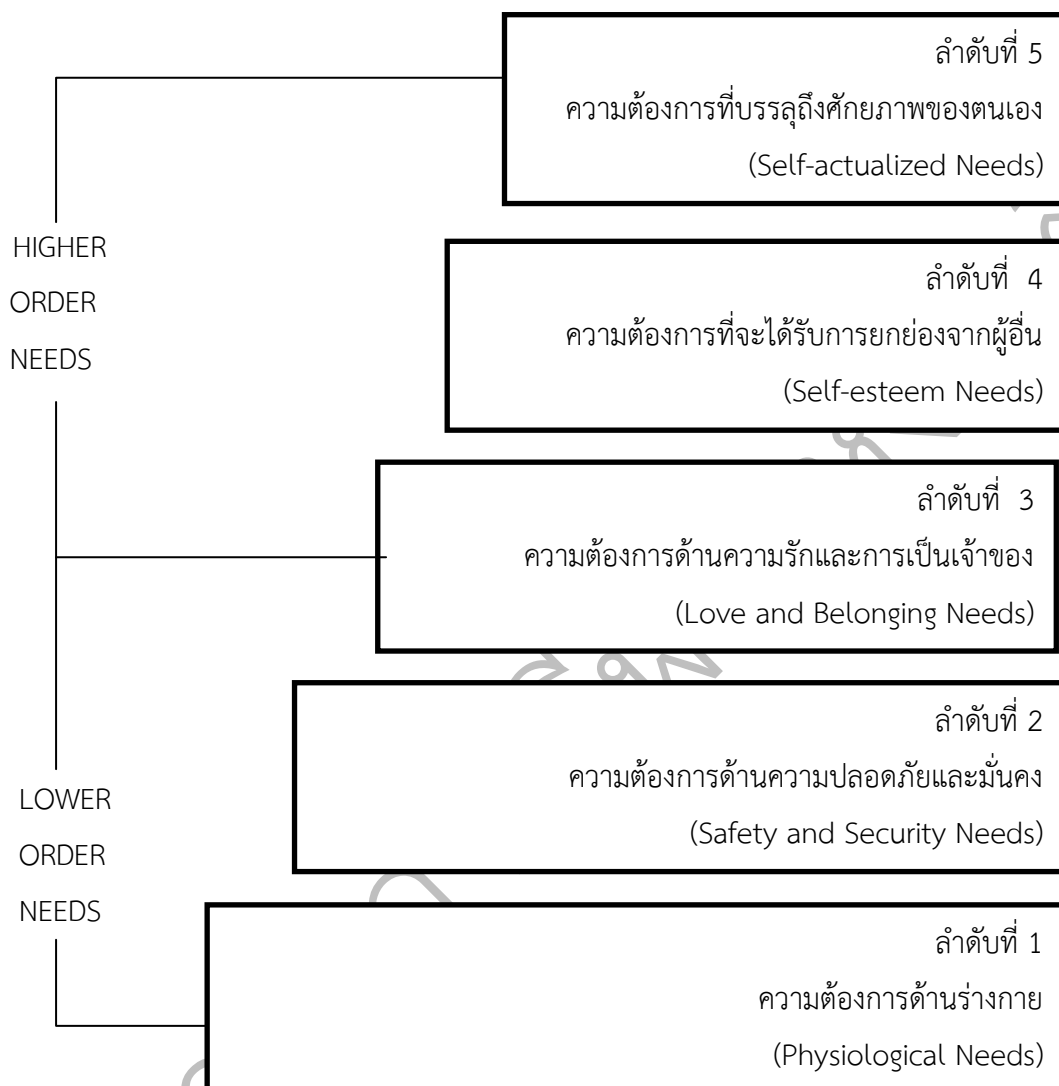 ลำดับที่ 5
ความต้องการที่บรรลุถึงศักยภาพของตนเอง
(Self-actualized Needs)
HIGHER
ORDER
NEEDS
ลำดับที่ 4
ความต้องการที่จะได้รับการยกย่องจากผู้อื่น
(Self-esteem Needs)
ลำดับที่ 3
ความต้องการด้านความรักและการเป็นเจ้าของ
(Love and Belonging Needs)
ลำดับที่ 2
ความต้องการด้านความปลอดภัยและมั่นคง
(Safety and Security Needs)
LOWER
ORDER
NEEDS
ลำดับที่ 1
ความต้องการด้านร่างกาย
(Physiological Needs)